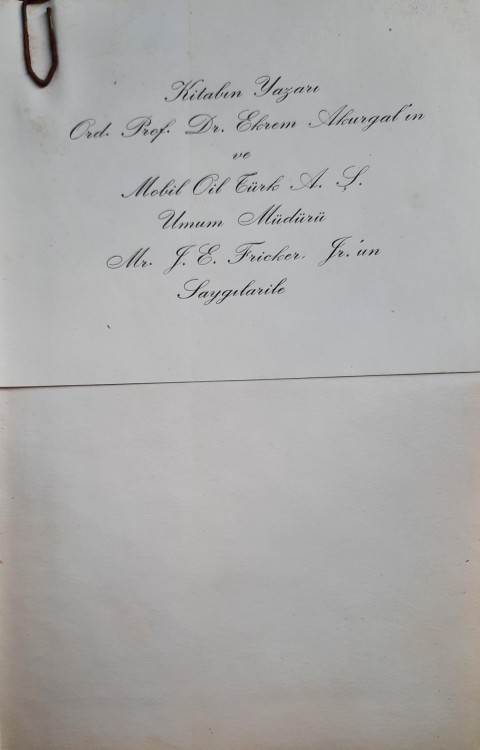 Kitabın Yazarı
Ord. Prof. Dr. Ekrem Akurgal'ın
ve
Mobil Oil Türk A. Ş.
Umum Müdürü
Mr. J. E. Fricker, Jr.'un
Saygılarile